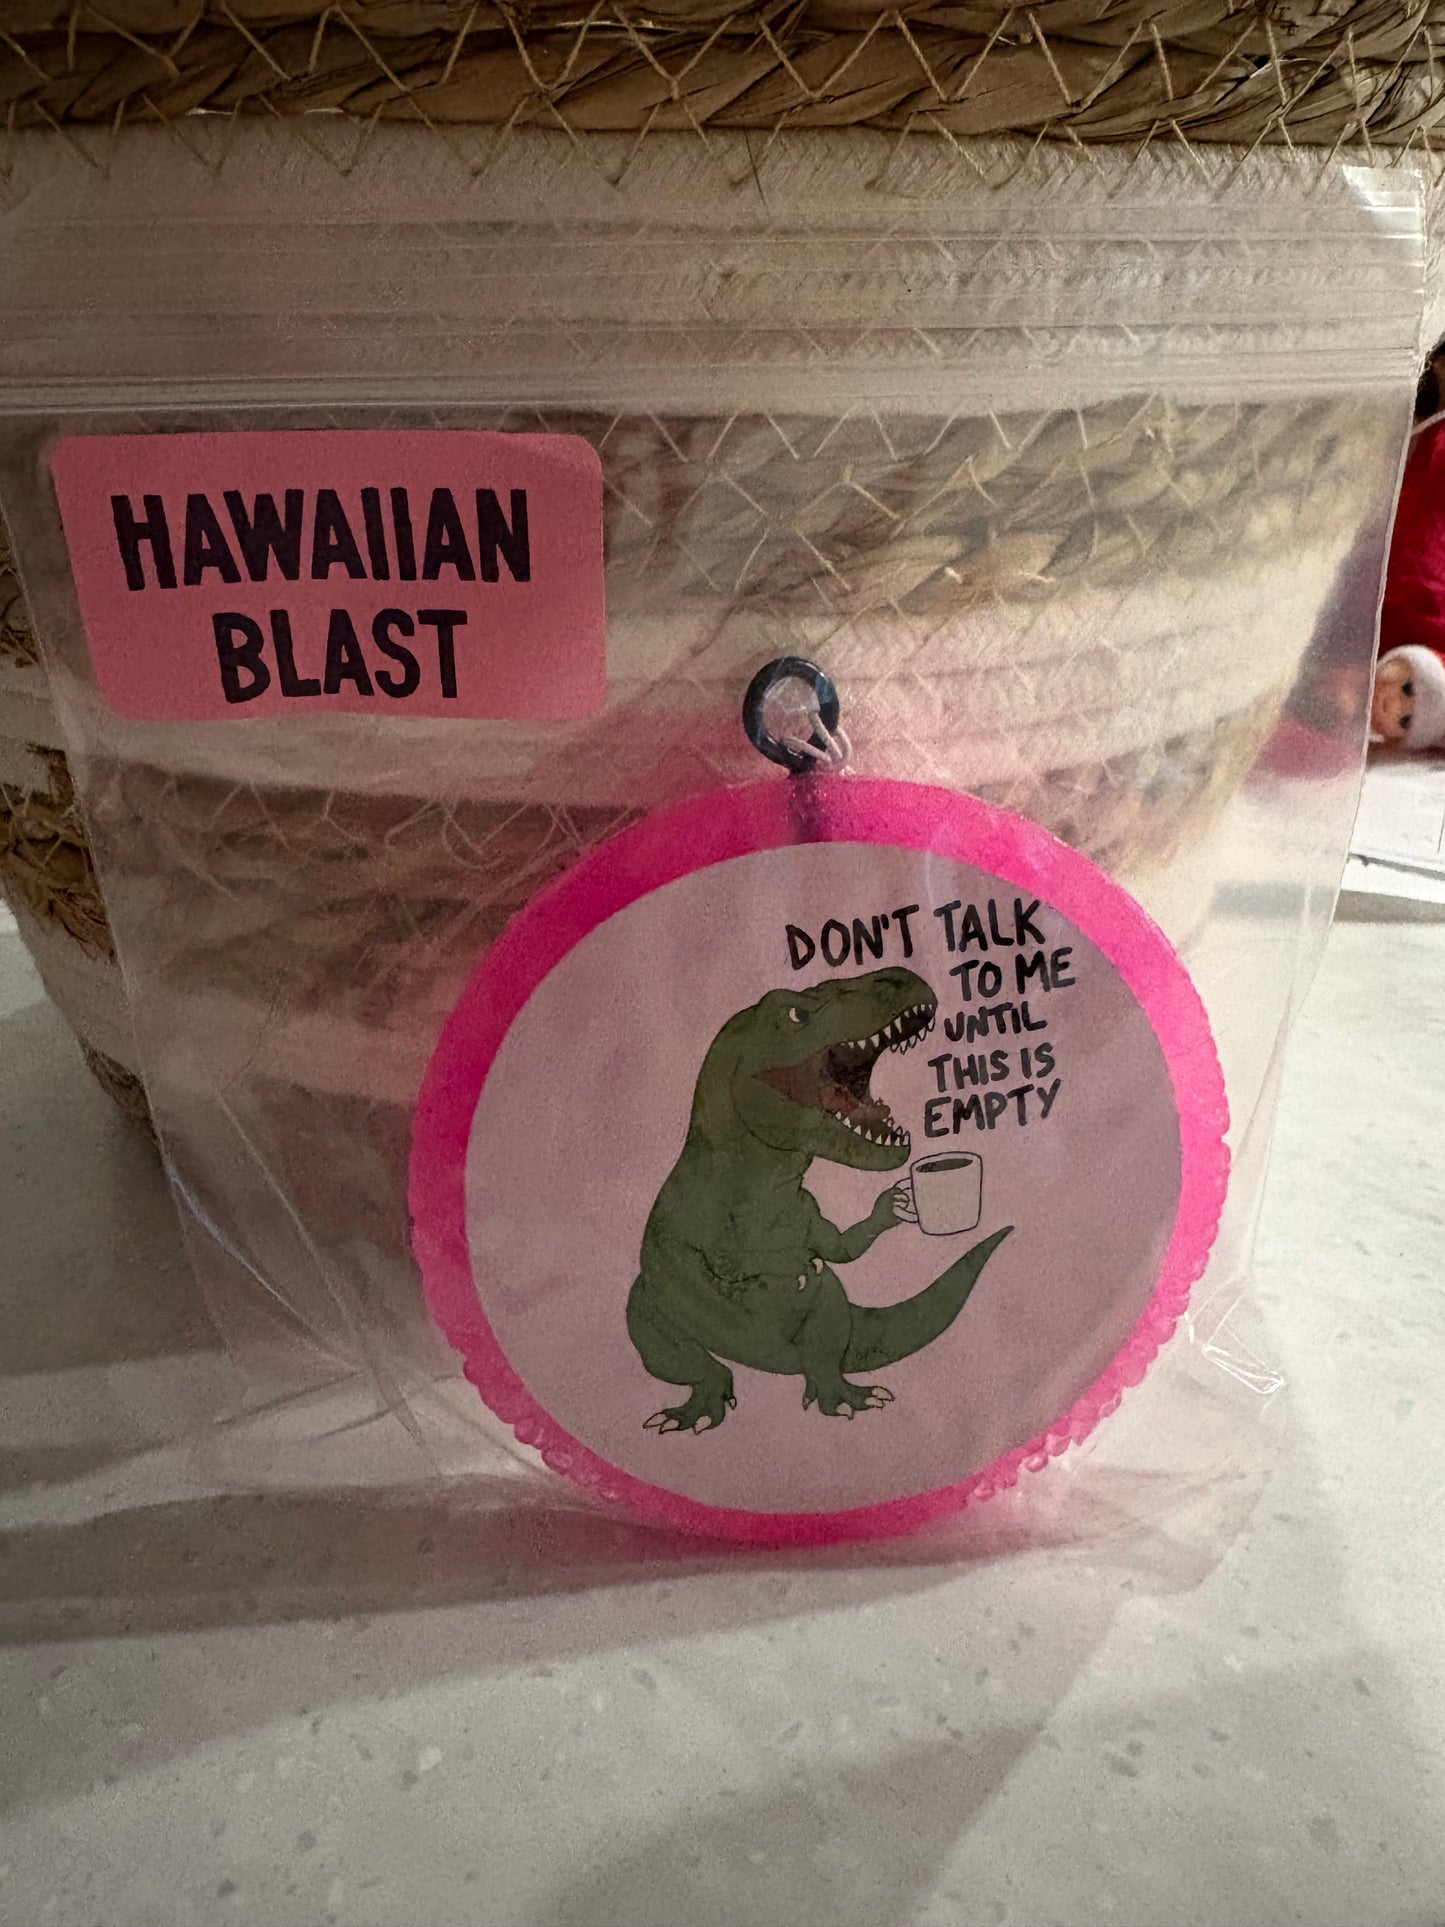 HAWAIIAN
BLAST
DON'T TALK
TO ME
UNTIL
THIS IS
EMPTY